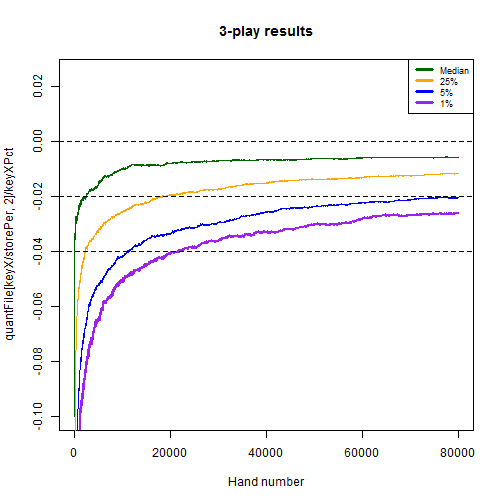 3-play results
Median
25%
5%
1%
0.02
0.00
-0.02
-0.04
-0.06
-0.08
-0.10
quantFile[keyX/storePer, 2]/keyXPct
0 20000 40000 60000 80000
Hand number